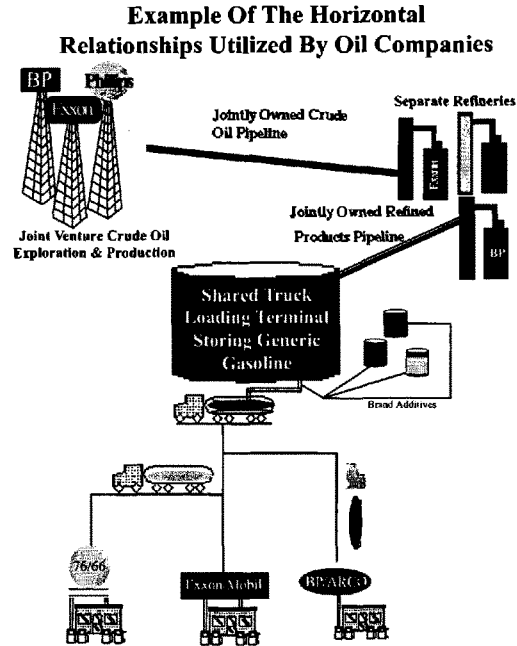 Example Of The Horizontal
Relationships Utilized By Oil Companies
BP
Phillips
Exxon
Jointly Owned Crude
Oil Pipeline
Separate Refineries
Exxon
Jointly Owned Refined
Products Pipeline
BP
Joint Venture Crude Oil
Exploration & Production
Shared Truck
Loading Terminal
Storing Generic
Gasoline
Brand Additives
76/66
Exxon Mobil
BP/ARCO